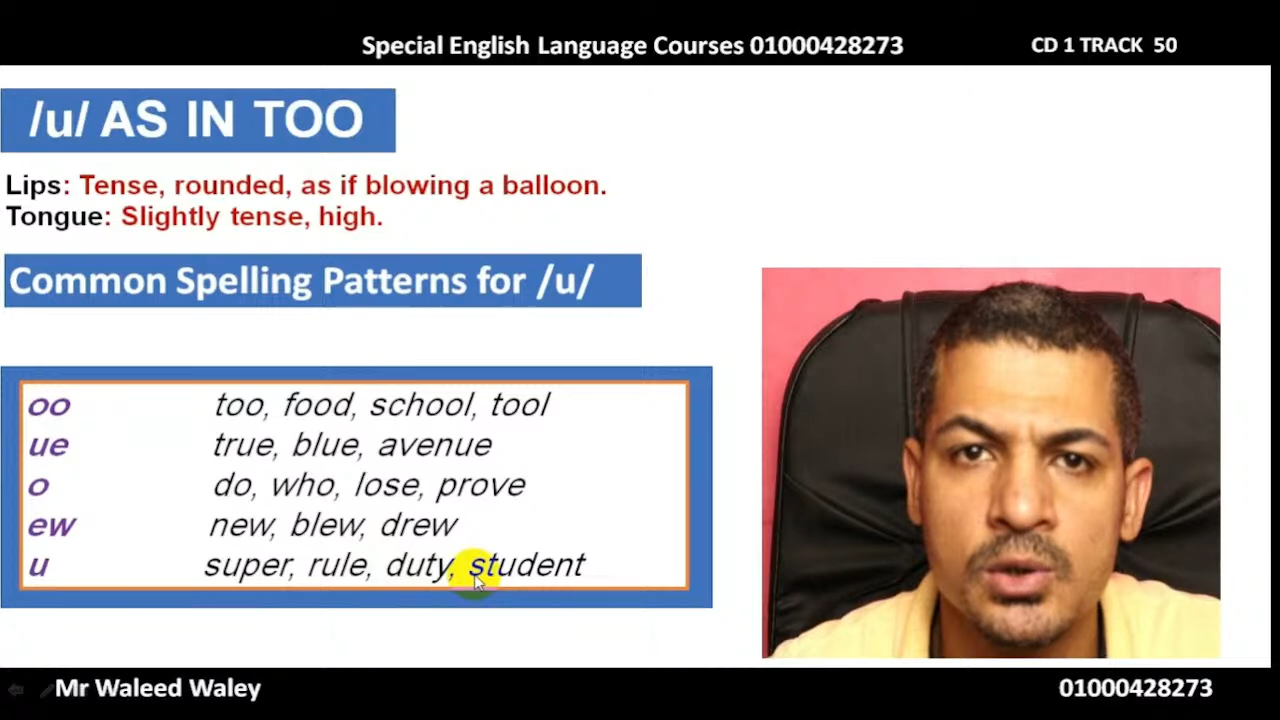 Special English Language Courses 01000428273
CD 1 TRACK 50
/u/ AS IN TOO
Lips: Tense, rounded, as if blowing a balloon.
Tongue: Slightly tense, high.
Common Spelling Patterns for /u/
oo too, food, school, tool
ue true, blue, avenue
o do, who, lose, prove
ew new, blew, drew
u super, rule, duty, student
Mr Waleed Waley
01000428273